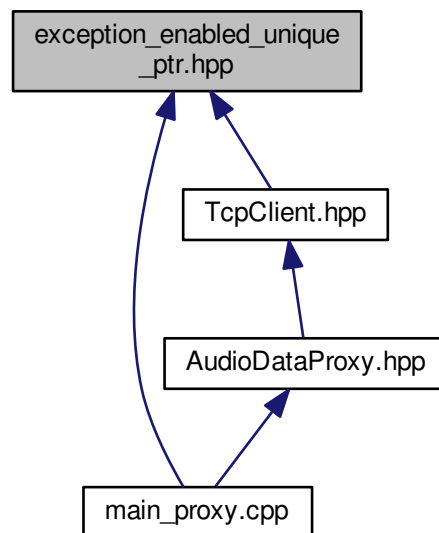 exception_enabled_unique
_ptr.hpp
TcpClient.hpp
AudioDataProxy.hpp
main_proxy.cpp